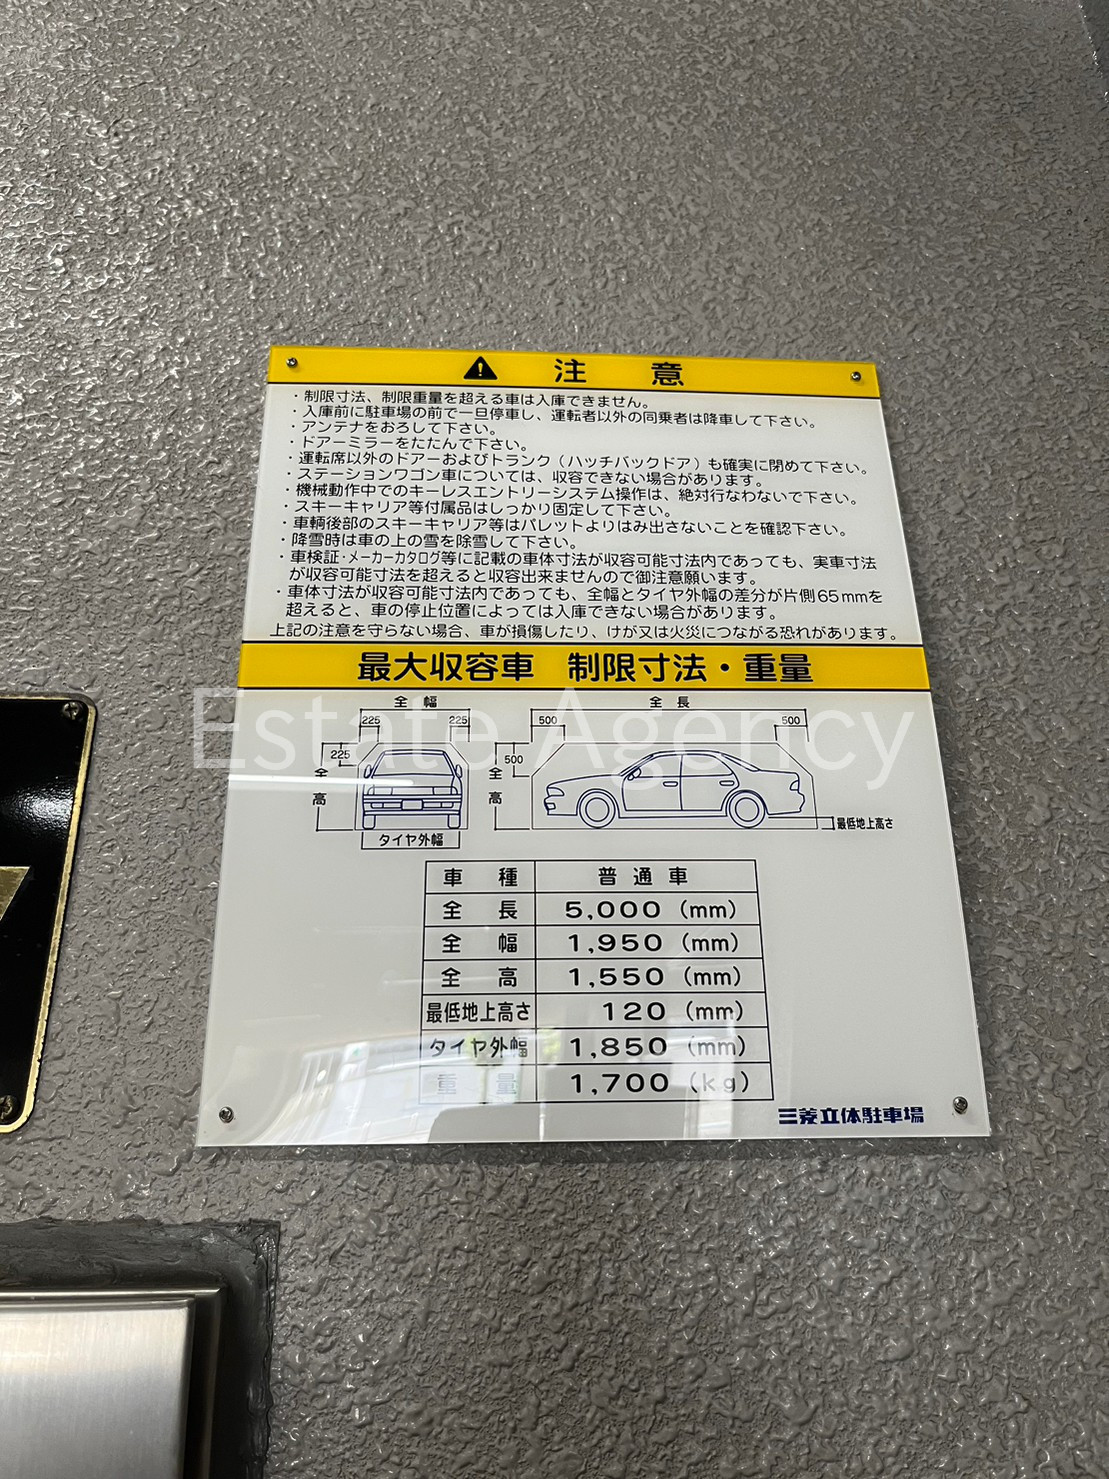 注 意
・制限寸法、制限重量を超える車は入庫できません。
・入庫前に駐車場の前で一旦停車し、運転者以外の同乗者は降車して下さい。
・アンテナをおろして下さい。
・ドアーミラーをたたんで下さい。
・運転席以外のドアーおよびトランク（ハッチバックドア）も確実に閉めて下さい。
・ステーションワゴン車については、収容できない場合があります。
・機械動作中でのキーレスエントリーシステム操作は、絶対行なわないで下さい。
・スキーキャリア等付属品はしっかり固定して下さい。
・車輌後部のスキーキャリア等はパレットよりはみ出さないことを確認下さい。
・降雪時は車の上の雪を除雪して下さい。
・車検証・メーカーカタログ等に記載の車体寸法が収容可能寸法内であっても、実車寸法
が収容可能寸法を超えると収容出来ませんので御注意願います。
・車体寸法が収容可能寸法内であっても、全幅とタイヤ外幅の差分が片側65mmを
超えると、車の停止位置によっては入庫できない場合があります。
上記の注意を守らない場合、車が損傷したり、けが又は火災につながる恐れがあります。
最大収容車 制限寸法・重量
全幅 全長
225 225 500 500
225 500
全高 全高
最低地上高さ
タイヤ外幅
Estate Agency
車種 普通車
全長 5,000 (mm)
全幅 1,950 (mm)
全高 1,550 (mm)
最低地上高さ 120 (mm)
タイヤ外幅 1,850 (mm)
重量 1,700 (kg)
三菱立体駐車場